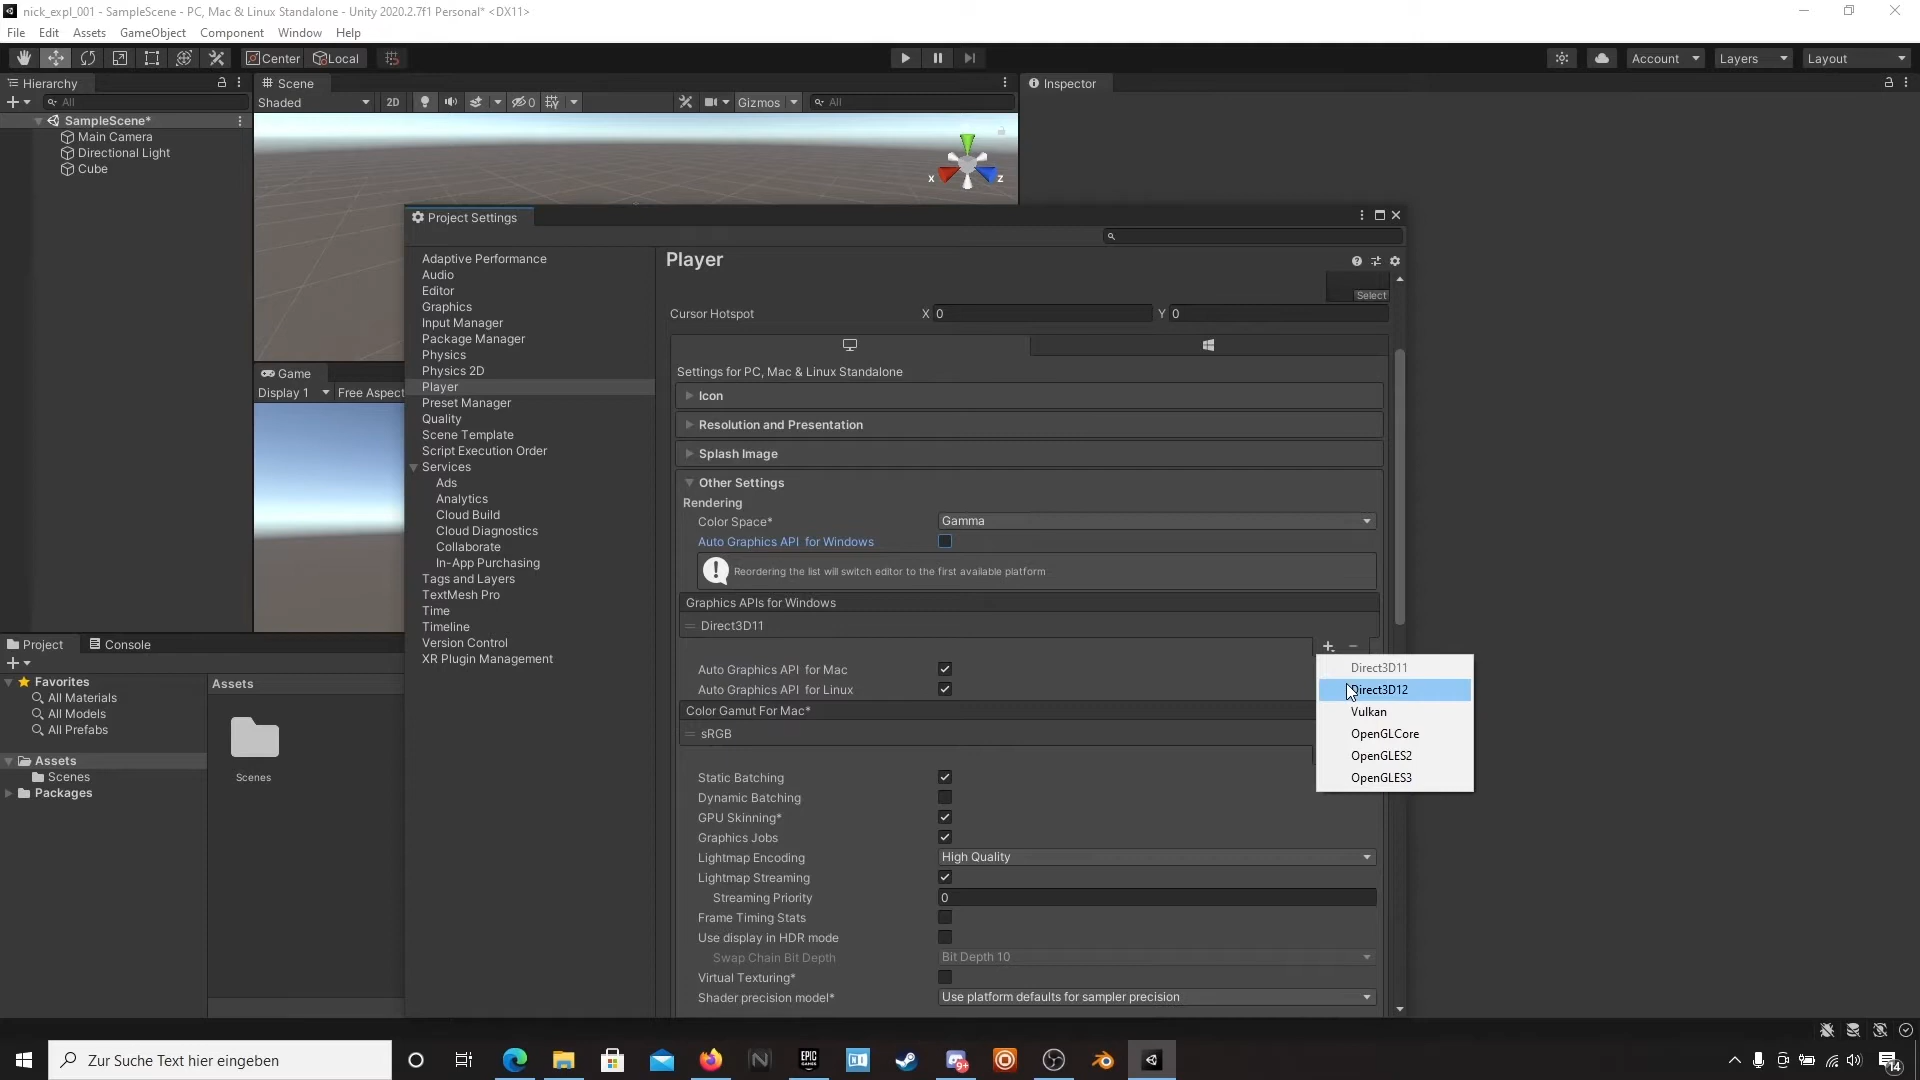 nick_expl_001 - SampleScene - PC, Mac & Linux Standalone - Unity 2020.2.7f1 Personal* <DX11>
File Edit Assets GameObject Component Window Help
Center Local
Account Layers Layout
Hierarchy
All
SampleScene*
Main Camera
Directional Light
Cube
Scene
Shaded 2D 0 Gizmos All
x z
Inspector
Game
Display 1 Free Aspect
Project Settings
Adaptive Performance
Audio
Editor
Graphics
Input Manager
Package Manager
Physics
Physics 2D
Player
Preset Manager
Quality
Scene Template
Script Execution Order
Services
Ads
Analytics
Cloud Build
Cloud Diagnostics
Collaborate
In-App Purchasing
Tags and Layers
TextMesh Pro
Time
Timeline
Version Control
XR Plugin Management
Player
Select
Cursor Hotspot X 0 Y 0
Settings for PC, Mac & Linux Standalone
Icon
Resolution and Presentation
Splash Image
Other Settings
Rendering
Color Space* Gamma
Auto Graphics API for Windows
Reordering the list will switch editor to the first available platform
Graphics APIs for Windows
Direct3D11
Auto Graphics API for Mac
Auto Graphics API for Linux
Color Gamut For Mac*
sRGB
Static Batching
Dynamic Batching
GPU Skinning*
Graphics Jobs
Lightmap Encoding High Quality
Lightmap Streaming
Streaming Priority 0
Frame Timing Stats
Use display in HDR mode
Swap Chain Bit Depth Bit Depth 10
Virtual Texturing*
Shader precision model* Use platform defaults for sampler precision
Direct3D11
Direct3D12
Vulkan
OpenGLCore
OpenGLES2
OpenGLES3
Project Console
Favorites
All Materials
All Models
All Prefabs
Assets
Scenes
Packages
Assets
Scenes
Zur Suche Text hier eingeben
EPIC GAMES
9+
14